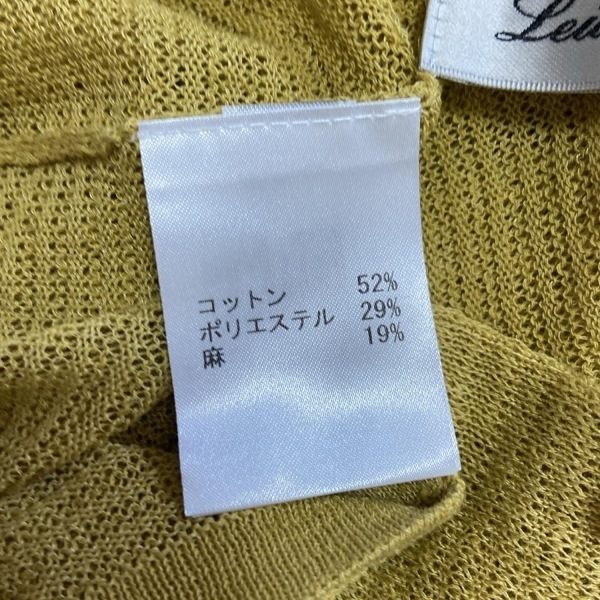 コットン 52%
ポリエステル 29%
麻 19%